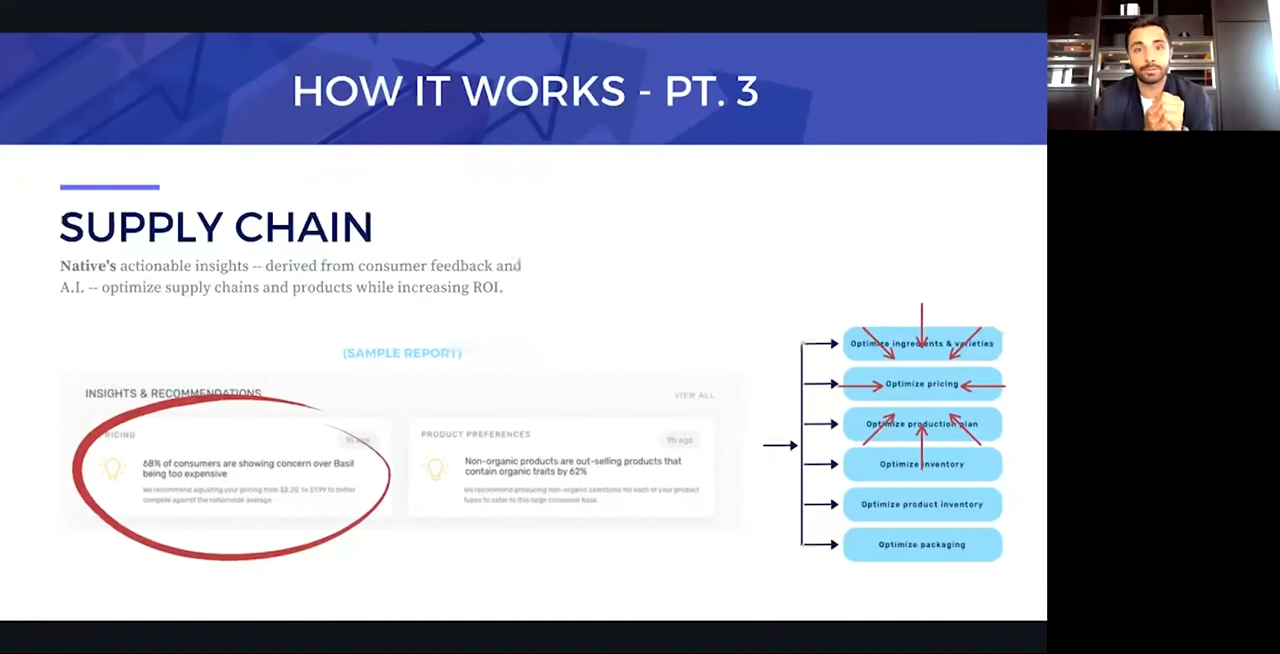 HOW IT WORKS - PT. 3
SUPPLY CHAIN
Native's actionable insights -- derived from consumer feedback and
A.I. -- optimize supply chains and products while increasing ROI.
(SAMPLE REPORT)
INSIGHTS & RECOMMENDATIONS
VIEW ALL
RICING
1h ago
68% of consumers are showing concern over Basil
being too expensive
We recommend adjusting your pricing from $2.20, to $1.99 to better
compete against the nationwide average.
PRODUCT PREFERENCES
9h ago
Non-organic products are out-selling products that
contain organic traits by 62%
We recommend producing non-organic selections for each of your product
types to cater to this large consumer base.
Optimize ingredients & varieties
Optimize pricing
Optimize production plan
Optimize inventory
Optimize product inventory
Optimize packaging